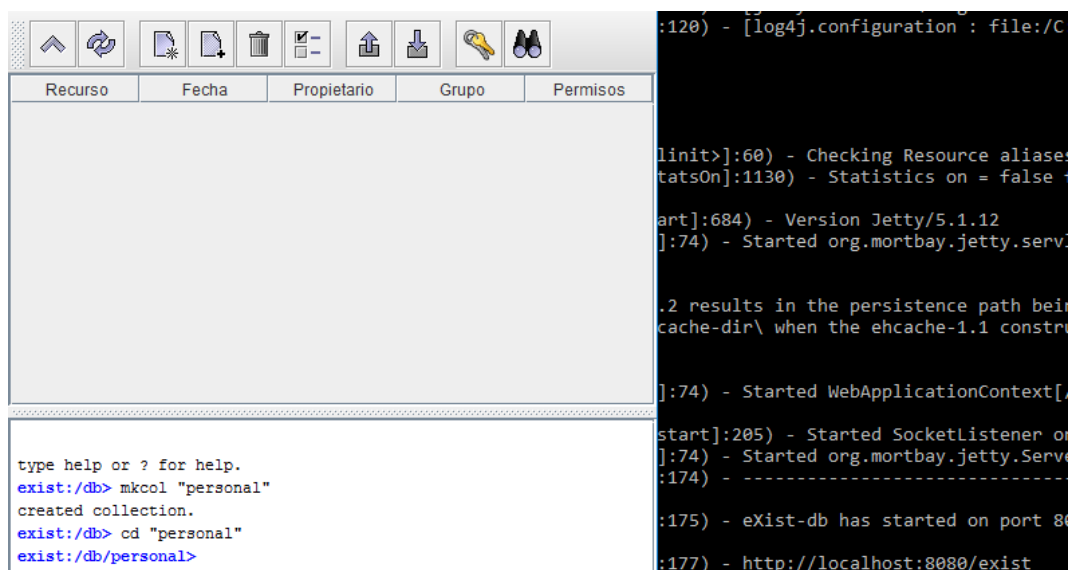 Recurso Fecha Propietario Grupo Permisos
type help or ? for help.
exist:/db> mkcol "personal"
created collection.
exist:/db> cd "personal"
exist:/db/personal>
:120) - [log4j.configuration : file:/C
linit>]:60) - Checking Resource aliases
tatsOn]:1130) - Statistics on = false
art]:684) - Version Jetty/5.1.12
]:74) - Started org.mortbay.jetty.servl
.2 results in the persistence path bein
cache-dir\ when the ehcache-1.1 constru
]:74) - Started WebApplicationContext[
start]:205) - Started SocketListener on
]:74) - Started org.mortbay.jetty.Serve
:174) - --------------------------------
:175) - eXist-db has started on port 80
:177) - http://localhost:8080/exist